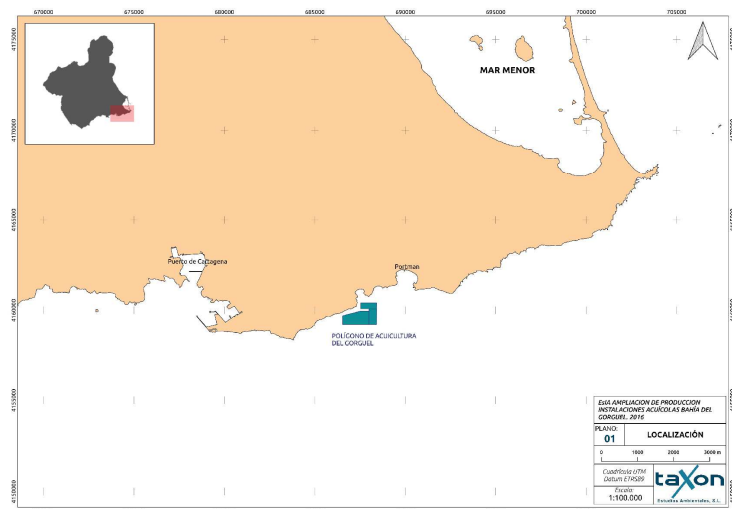 670000 675000 680000 685000 690000 695000 700000 705000
4175000
4170000
4165000
4160000
4155000
4150000
MAR MENOR
Puerto de Cartagena
Portman
POLÍGONO DE ACUICULTURA
DEL GORGUEL
EsIA AMPLIACION DE PRODUCCION
INSTALACIONES ACUÍCOLAS BAHÍA DEL
GORGUEL. 2016
PLANO:
01
LOCALIZACIÓN
0 1000 2000 3000 m
Cuadrícula UTM
Datum ETRS89
Escala:
1:100.000
taxon
Estudios Ambientales, S.L.